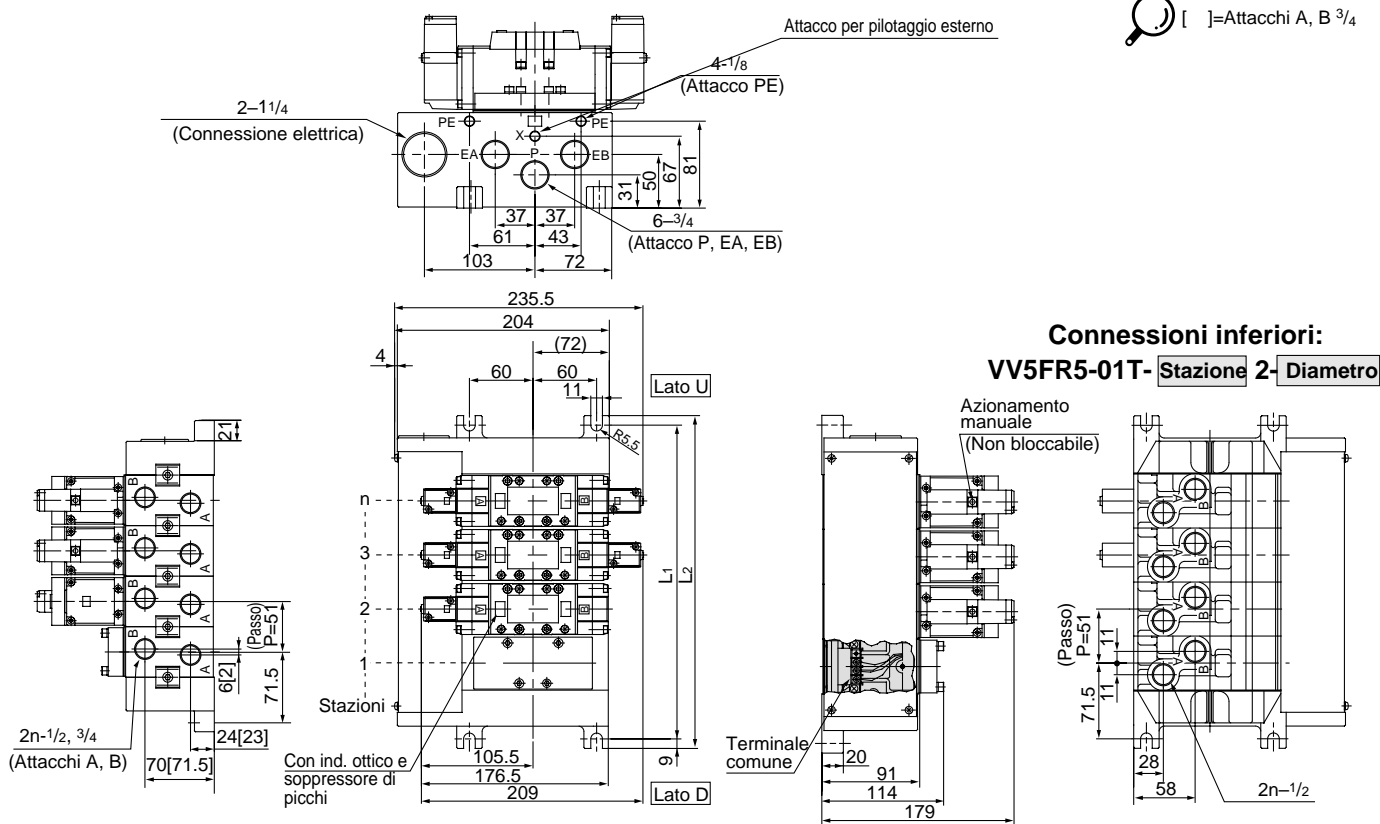 Attacco per pilotaggio esterno
[ ]=Attacchi A, B 3/4
4-1/8
(Attacco PE)
2–11/4
(Connessione elettrica)
PE
PE
X
EA
P
EB
31
50
67
81
37
37
61
43
103
72
6–3/4
(Attacco P, EA, EB)
235.5
204
(72)
4
60
60
11
Lato U
R5.5
Connessioni inferiori:
VV5FR5-01T- Stazione 2- Diametro
Azionamento
manuale
(Non bloccabile)
21
B
A
B
A
B
A
B
A
(Passo)
P=51
6[2]
71.5
24[23]
70[71.5]
2n-1/2, 3/4
(Attacchi A, B)
n
3
2
1
Stazioni
A
B
A
B
A
B
L1
L2
9
Con ind. ottico e
soppressore di
picchi
105.5
176.5
209
Lato D
Terminale
comune
20
91
114
179
(Passo)
P=51
11
11
71.5
A
B
A
B
A
B
A
B
28
58
2n–1/2